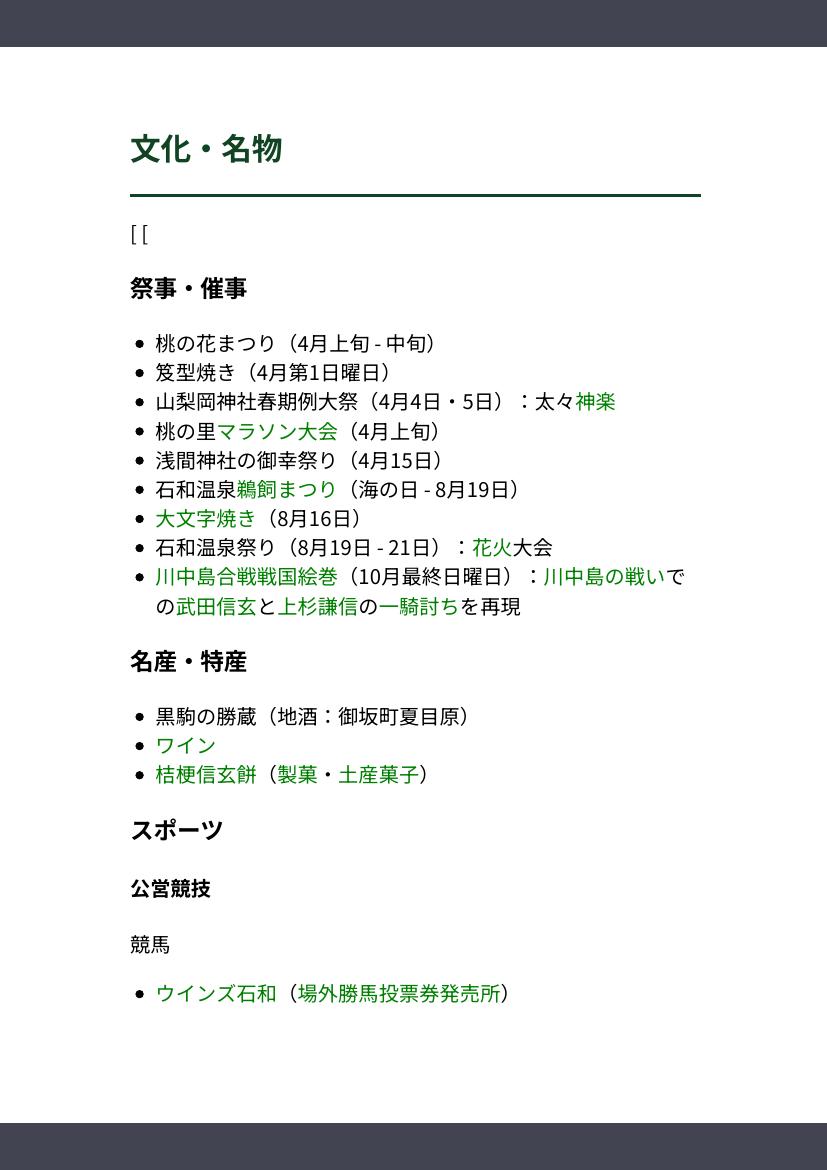 文化・名物
[ [
祭事・催事
桃の花まつり（4月上旬 - 中旬）
笈型焼き（4月第1日曜日）
山梨岡神社春期例大祭（4月4日・5日）：太々神楽
桃の里マラソン大会（4月上旬）
浅間神社の御幸祭り（4月15日）
石和温泉鵜飼まつり（海の日 - 8月19日）
大文字焼き（8月16日）
石和温泉祭り（8月19日 - 21日）：花火大会
川中島合戦戦国絵巻（10月最終日曜日）：川中島の戦いで
の武田信玄と上杉謙信の一騎討ちを再現
名産・特産
黒駒の勝蔵（地酒：御坂町夏目原）
ワイン
桔梗信玄餅（製菓・土産菓子）
スポーツ
公営競技
競馬
ウインズ石和（場外勝馬投票券発売所）